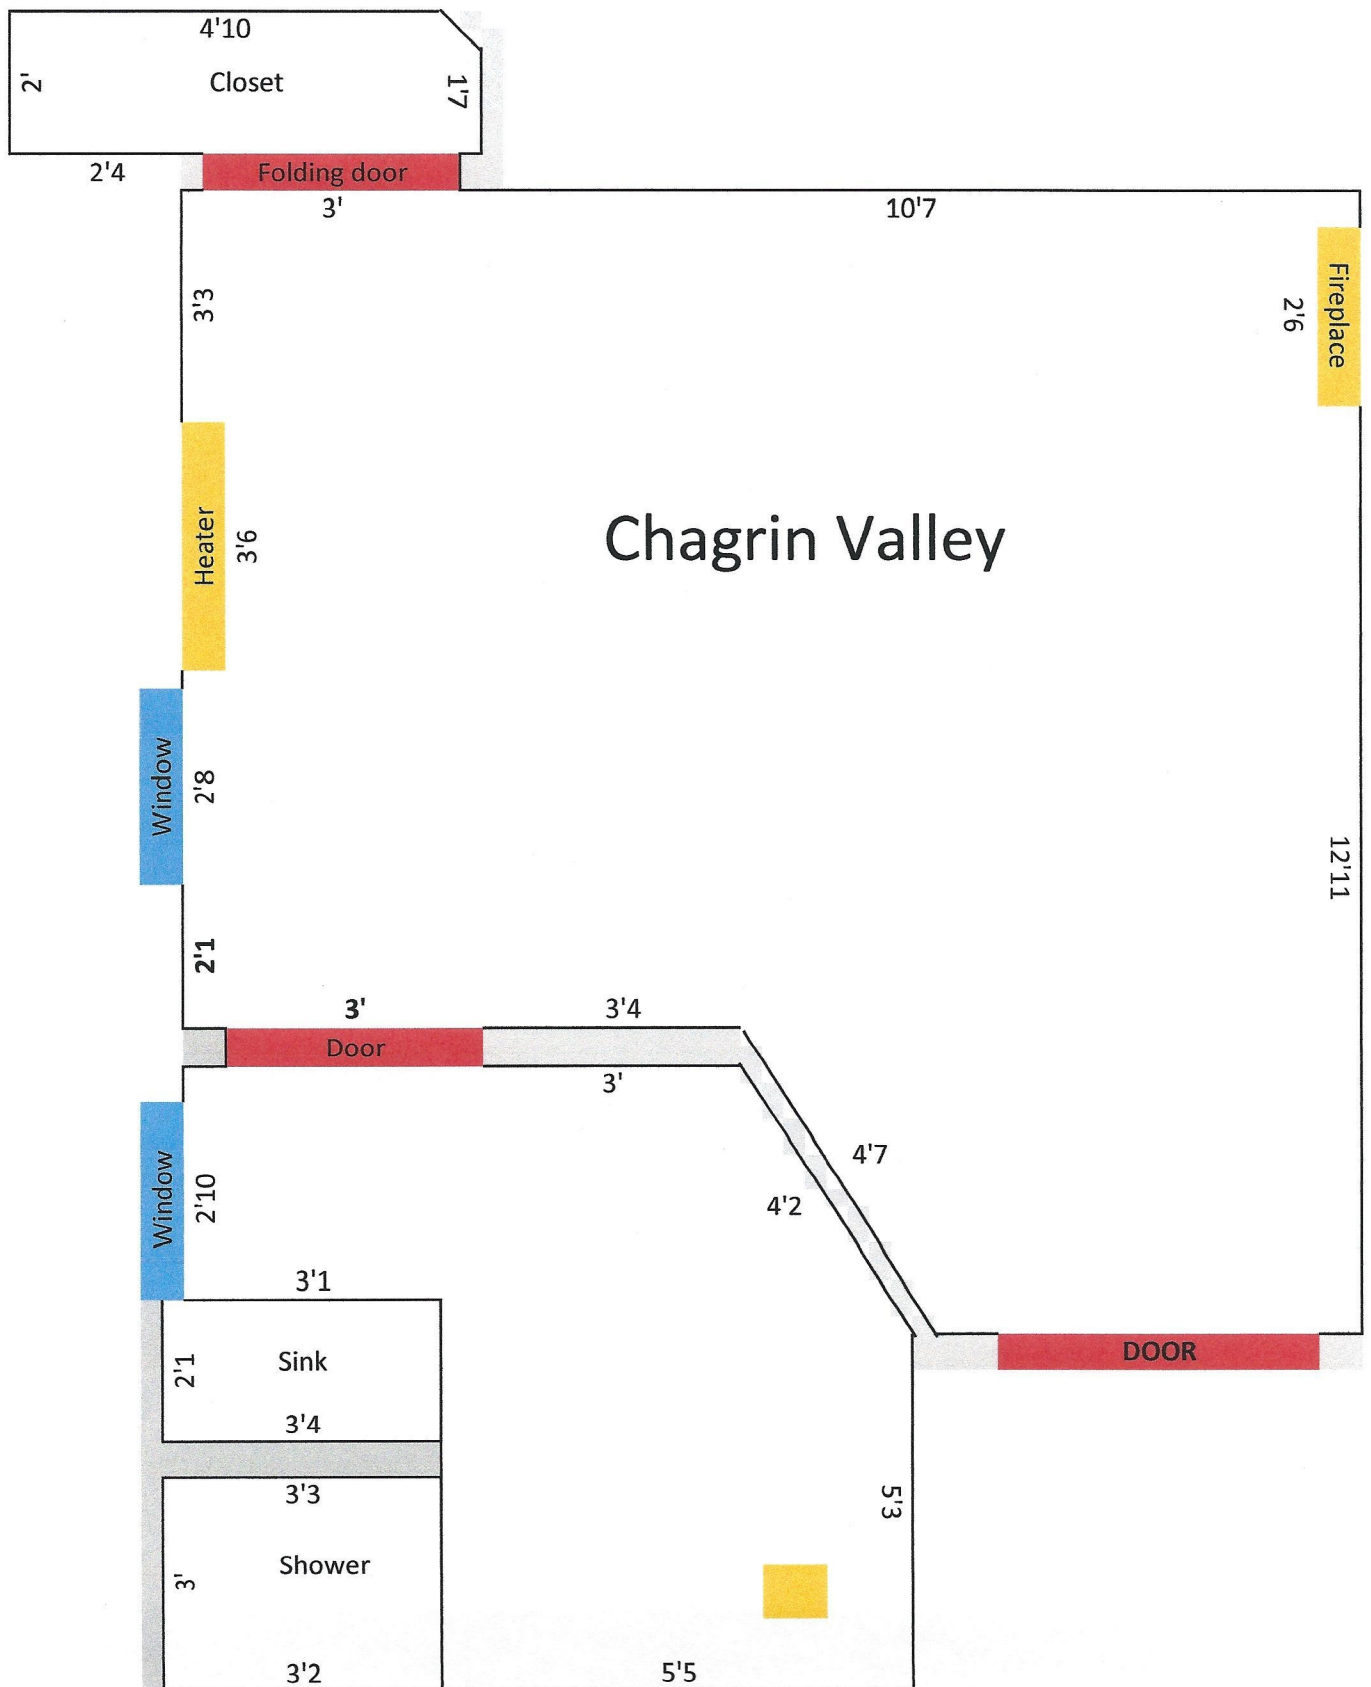 4'10
2'
Closet
1'7
2'4
Folding door
3'
10'7
3'3
Fireplace
2'6
Heater
3'6
Chagrin Valley
Window
2'8
12'11
2'1
3'
3'4
Door
3'
4'7
4'2
Window
2'10
3'1
DOOR
2'1
Sink
3'4
3'3
5'3
Shower
3'
3'2
5'5